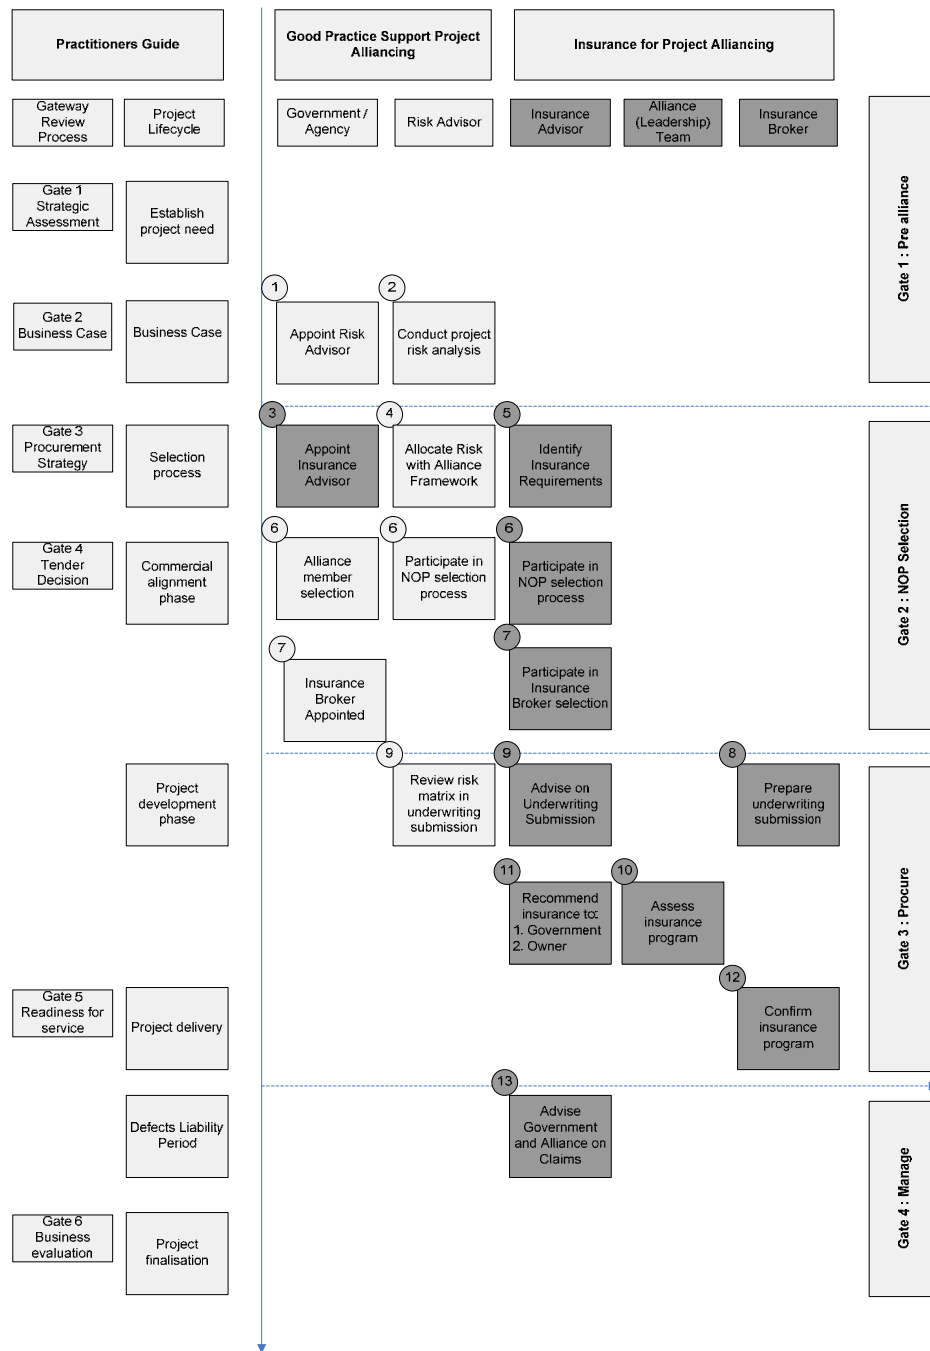 Practitioners Guide
Good Practice Support Project
Alliancing
Insurance for Project Alliancing
Gateway
Review
Process
Project
Lifecycle
Government /
Agency
Risk Advisor
Insurance
Advisor
Alliance
(Leadership)
Team
Insurance
Broker
Gate 1 : Pre alliance
Gate 1
Strategic
Assessment
Establish
project need
1
2
Gate 2
Business Case
Business Case
Appoint Risk
Advisor
Conduct project
risk analysis
3
4
5
Gate 3
Procurement
Strategy
Selection
process
Appoint
Insurance
Advisor
Allocate Risk
with Alliance
Framework
Identify
Insurance
Requirements
Gate 2 : NOP Selection
6
6
6
Gate 4
Tender
Decision
Commercial
alignment
phase
Alliance
member
selection
Participate in
NOP selection
process
Participate in
NOP selection
process
7
7
Insurance
Broker
Appointed
Participate in
Insurance
Broker selection
9
9
8
Project
development
phase
Review risk
matrix in
underwriting
submission
Advise on
Underwriting
Submission
Prepare
underwriting
submission
Gate 3 : Procure
11
10
Recommend
insurance to:
1. Government
2. Owner
Assess
insurance
program
12
Gate 5
Readiness for
service
Project delivery
Confirm
insurance
program
13
Defects Liability
Period
Advise
Government
and Alliance on
Claims
Gate 4 : Manage
Gate 6
Business
evaluation
Project
finalisation